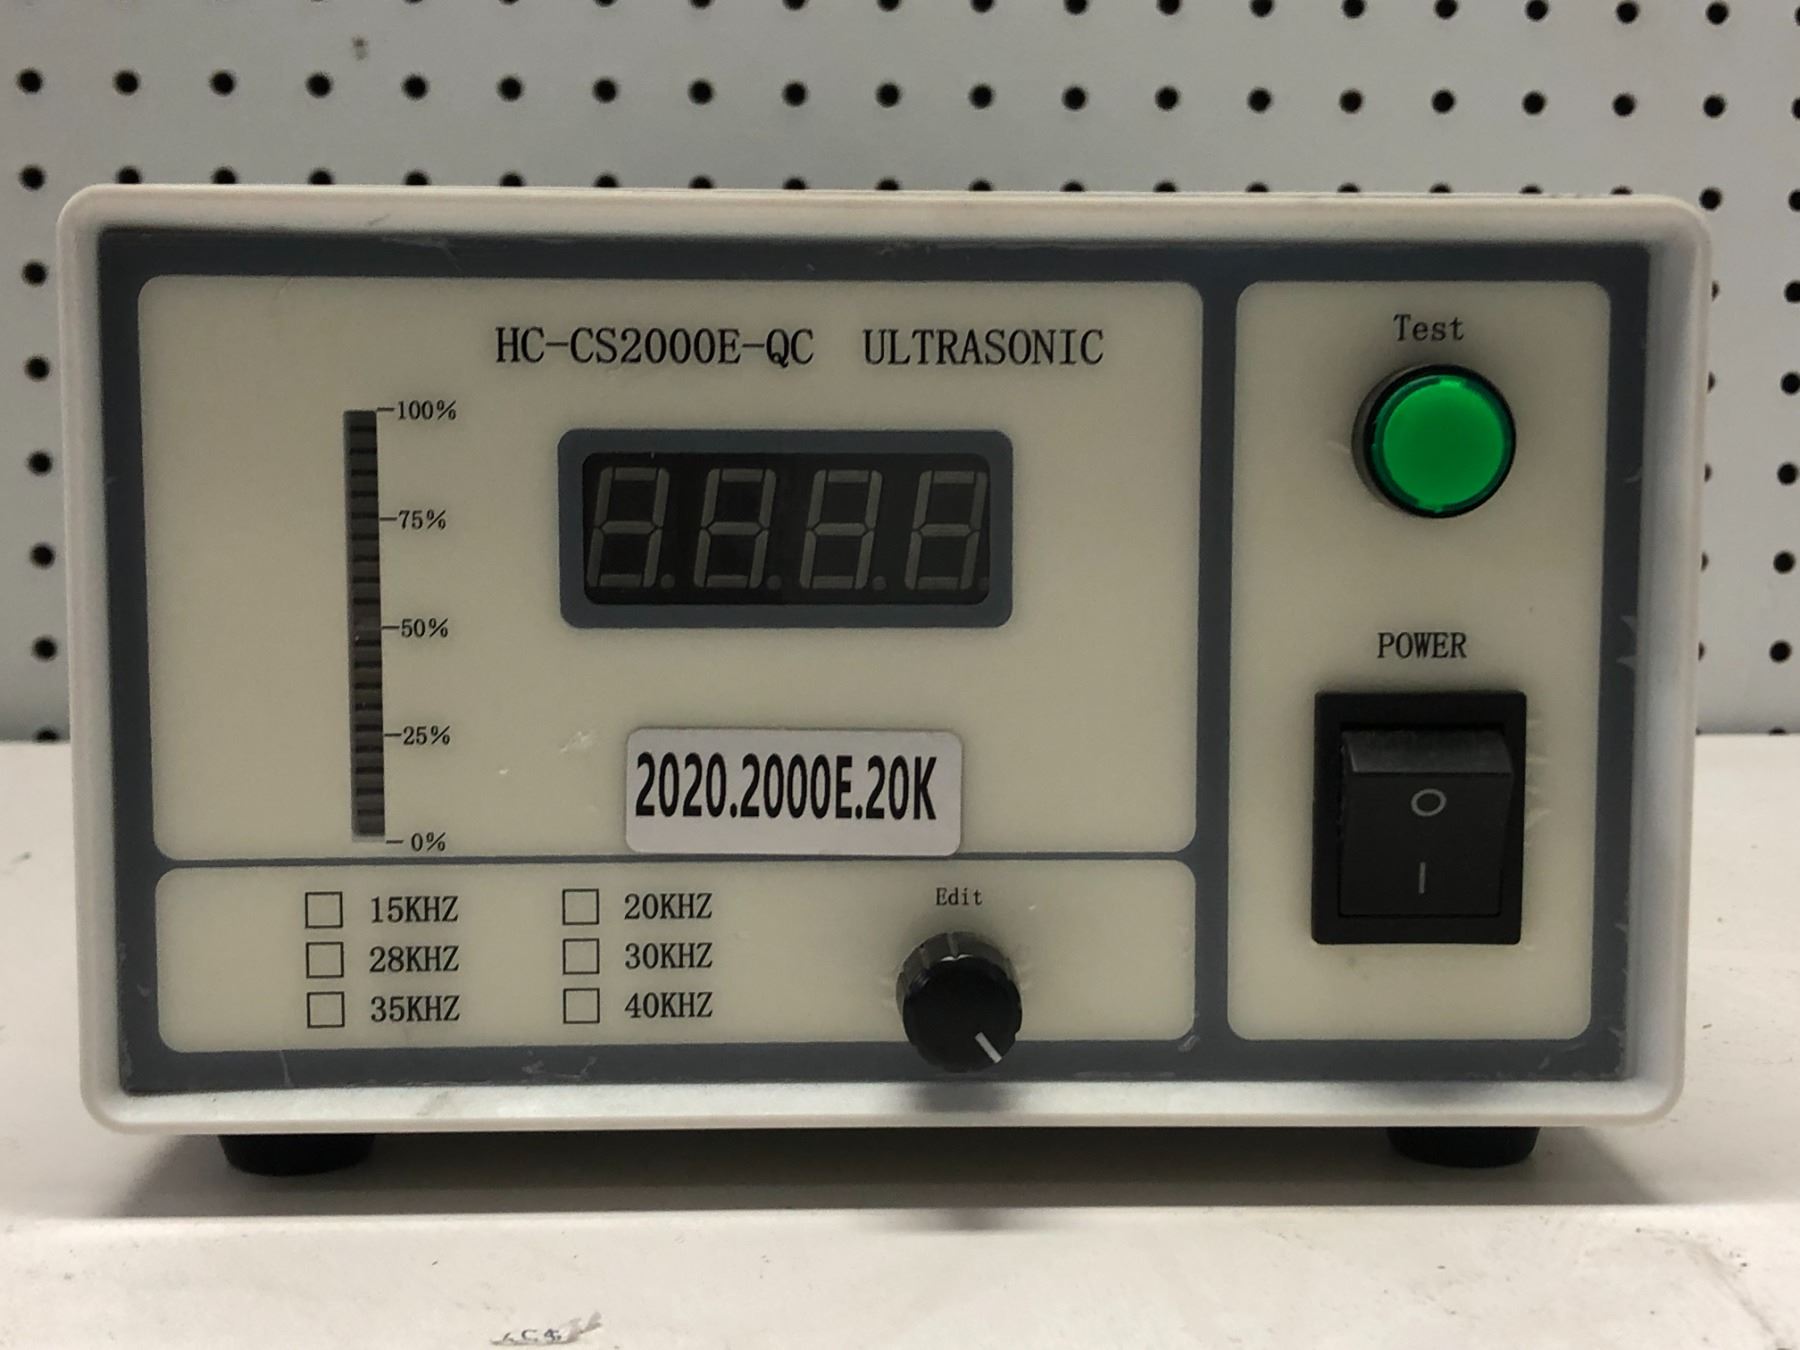 HC-CS2000E-QC ULTRASONIC
100%
75%
50%
25%
0%
2020.2000E.20K
15KHZ 20KHZ
28KHZ 30KHZ
35KHZ 40KHZ
Edit
Test
POWER
O
I